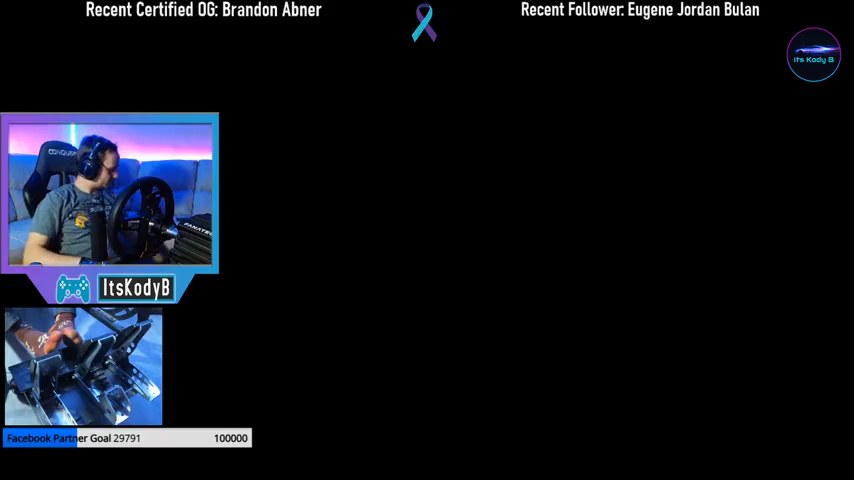 Recent Certified OG: Brandon Abner
Recent Follower: Eugene Jordan Bulan
Its Kody B
CONQUER
FANATEC
ItsKodyB
Facebook Partner Goal 29791 100000